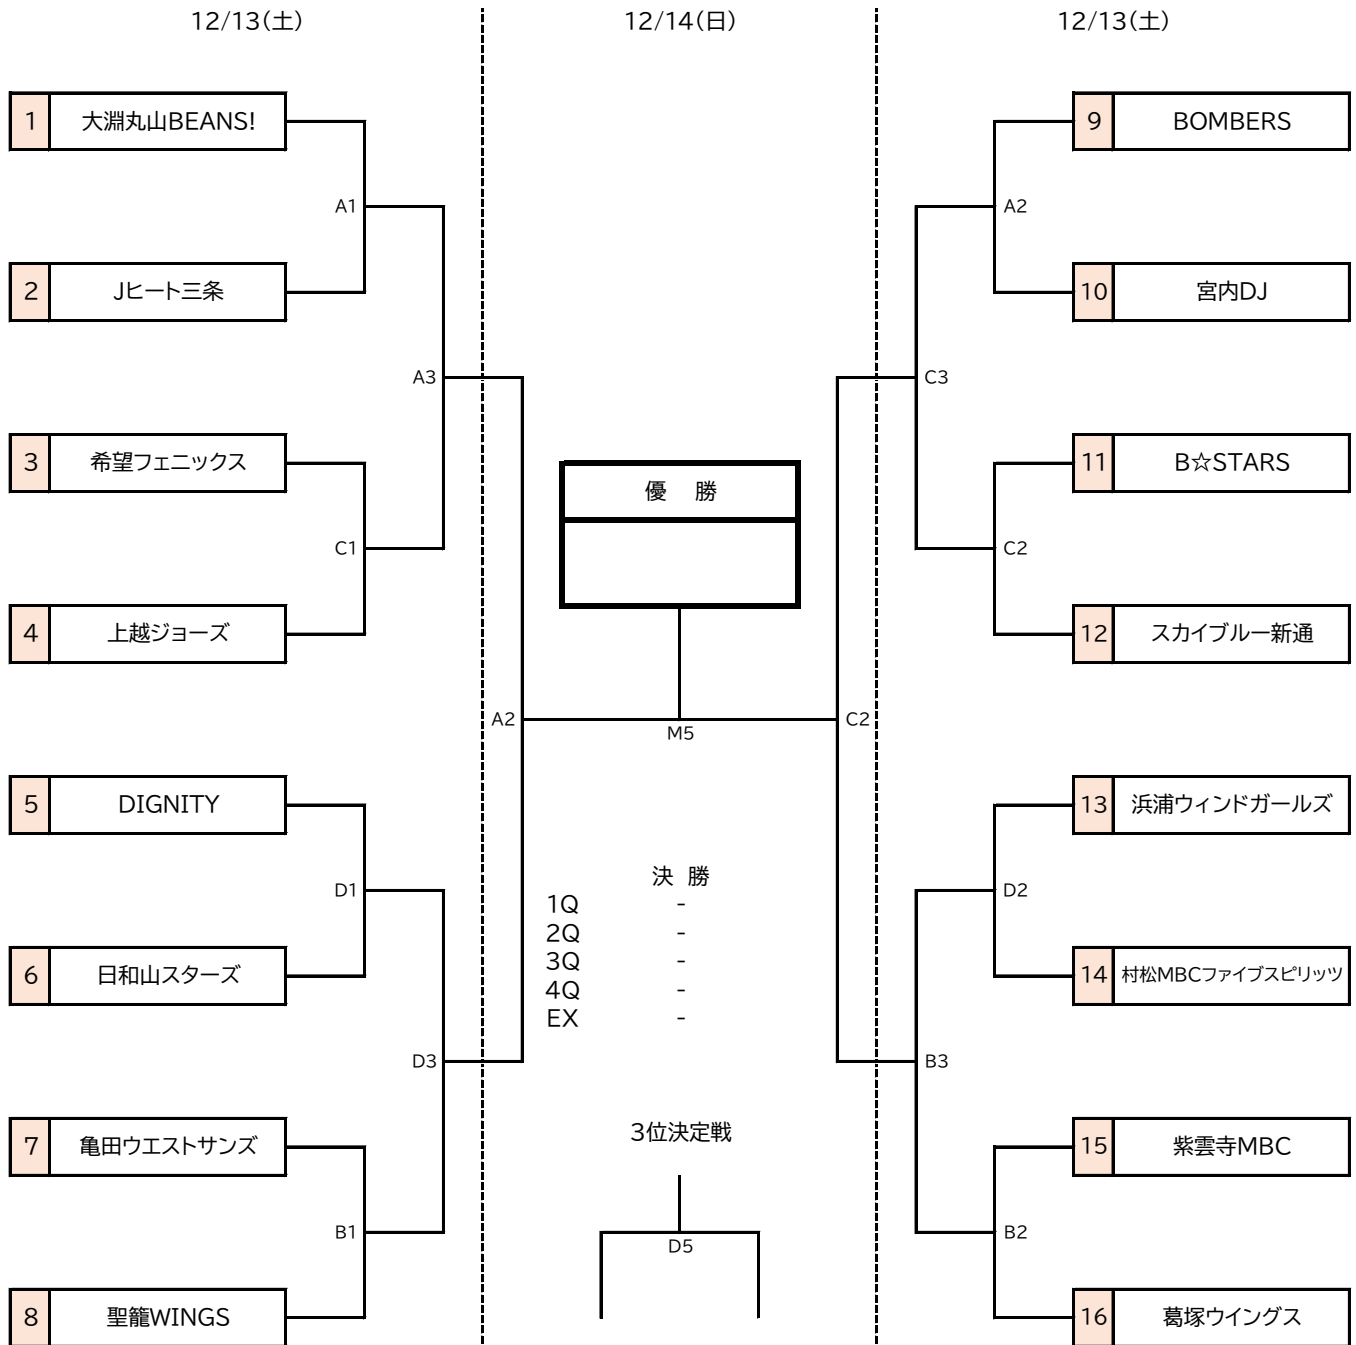 12/13(土)
12/14(日)
12/13(土)
1 大淵丸山BEANS!
9 BOMBERS
A1
A2
2 Jヒート三条
10 宮内DJ
A3
C3
3 希望フェニックス
11 B☆STARS
優 勝
C1
C2
4 上越ジョーズ
12 スカイブルー新通
A2
C2
M5
5 DIGNITY
13 浜浦ウィンドガールズ
決 勝
D1
D2
1Q -
2Q -
3Q -
4Q -
EX -
6 日和山スターズ
14 村松MBCファイブスピリッツ
D3
B3
3位決定戦
7 亀田ウエストサンズ
15 紫雲寺MBC
B1
B2
D5
8 聖籠WINGS
16 葛塚ウイングス